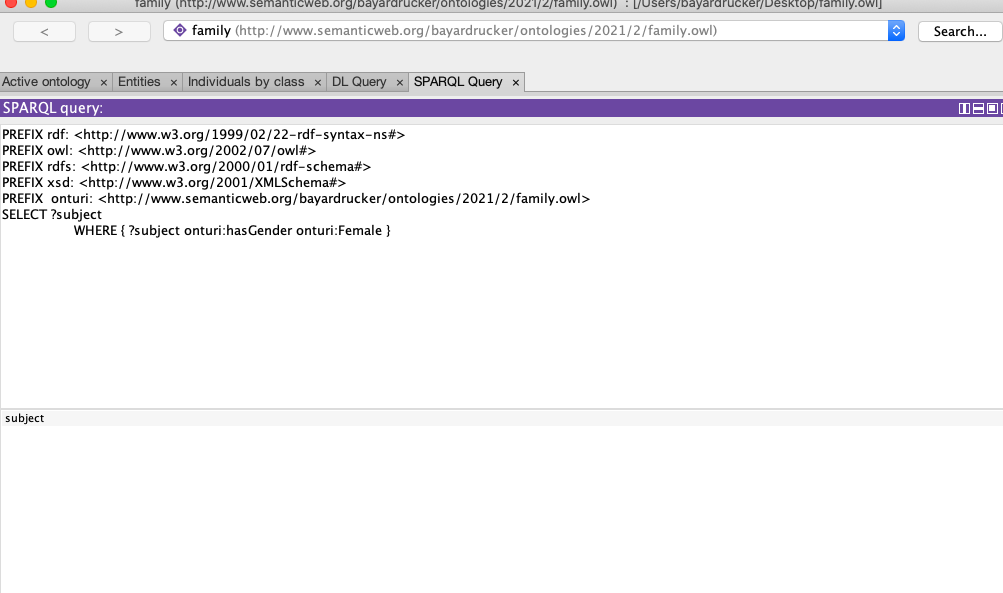 family (http://www.semanticweb.org/bayardrucker/ontologies/2021/2/family.owl) : [/Users/bayardrucker/Desktop/family.owl]
< > family (http://www.semanticweb.org/bayardrucker/ontologies/2021/2/family.owl) Search...
Active ontology × Entities × Individuals by class × DL Query × SPARQL Query ×
SPARQL query:
PREFIX rdf: <http://www.w3.org/1999/02/22-rdf-syntax-ns#>
PREFIX owl: <http://www.w3.org/2002/07/owl#>
PREFIX rdfs: <http://www.w3.org/2000/01/rdf-schema#>
PREFIX xsd: <http://www.w3.org/2001/XMLSchema#>
PREFIX  onturi: <http://www.semanticweb.org/bayardrucker/ontologies/2021/2/family.owl>
SELECT ?subject
WHERE { ?subject onturi:hasGender onturi:Female }
subject